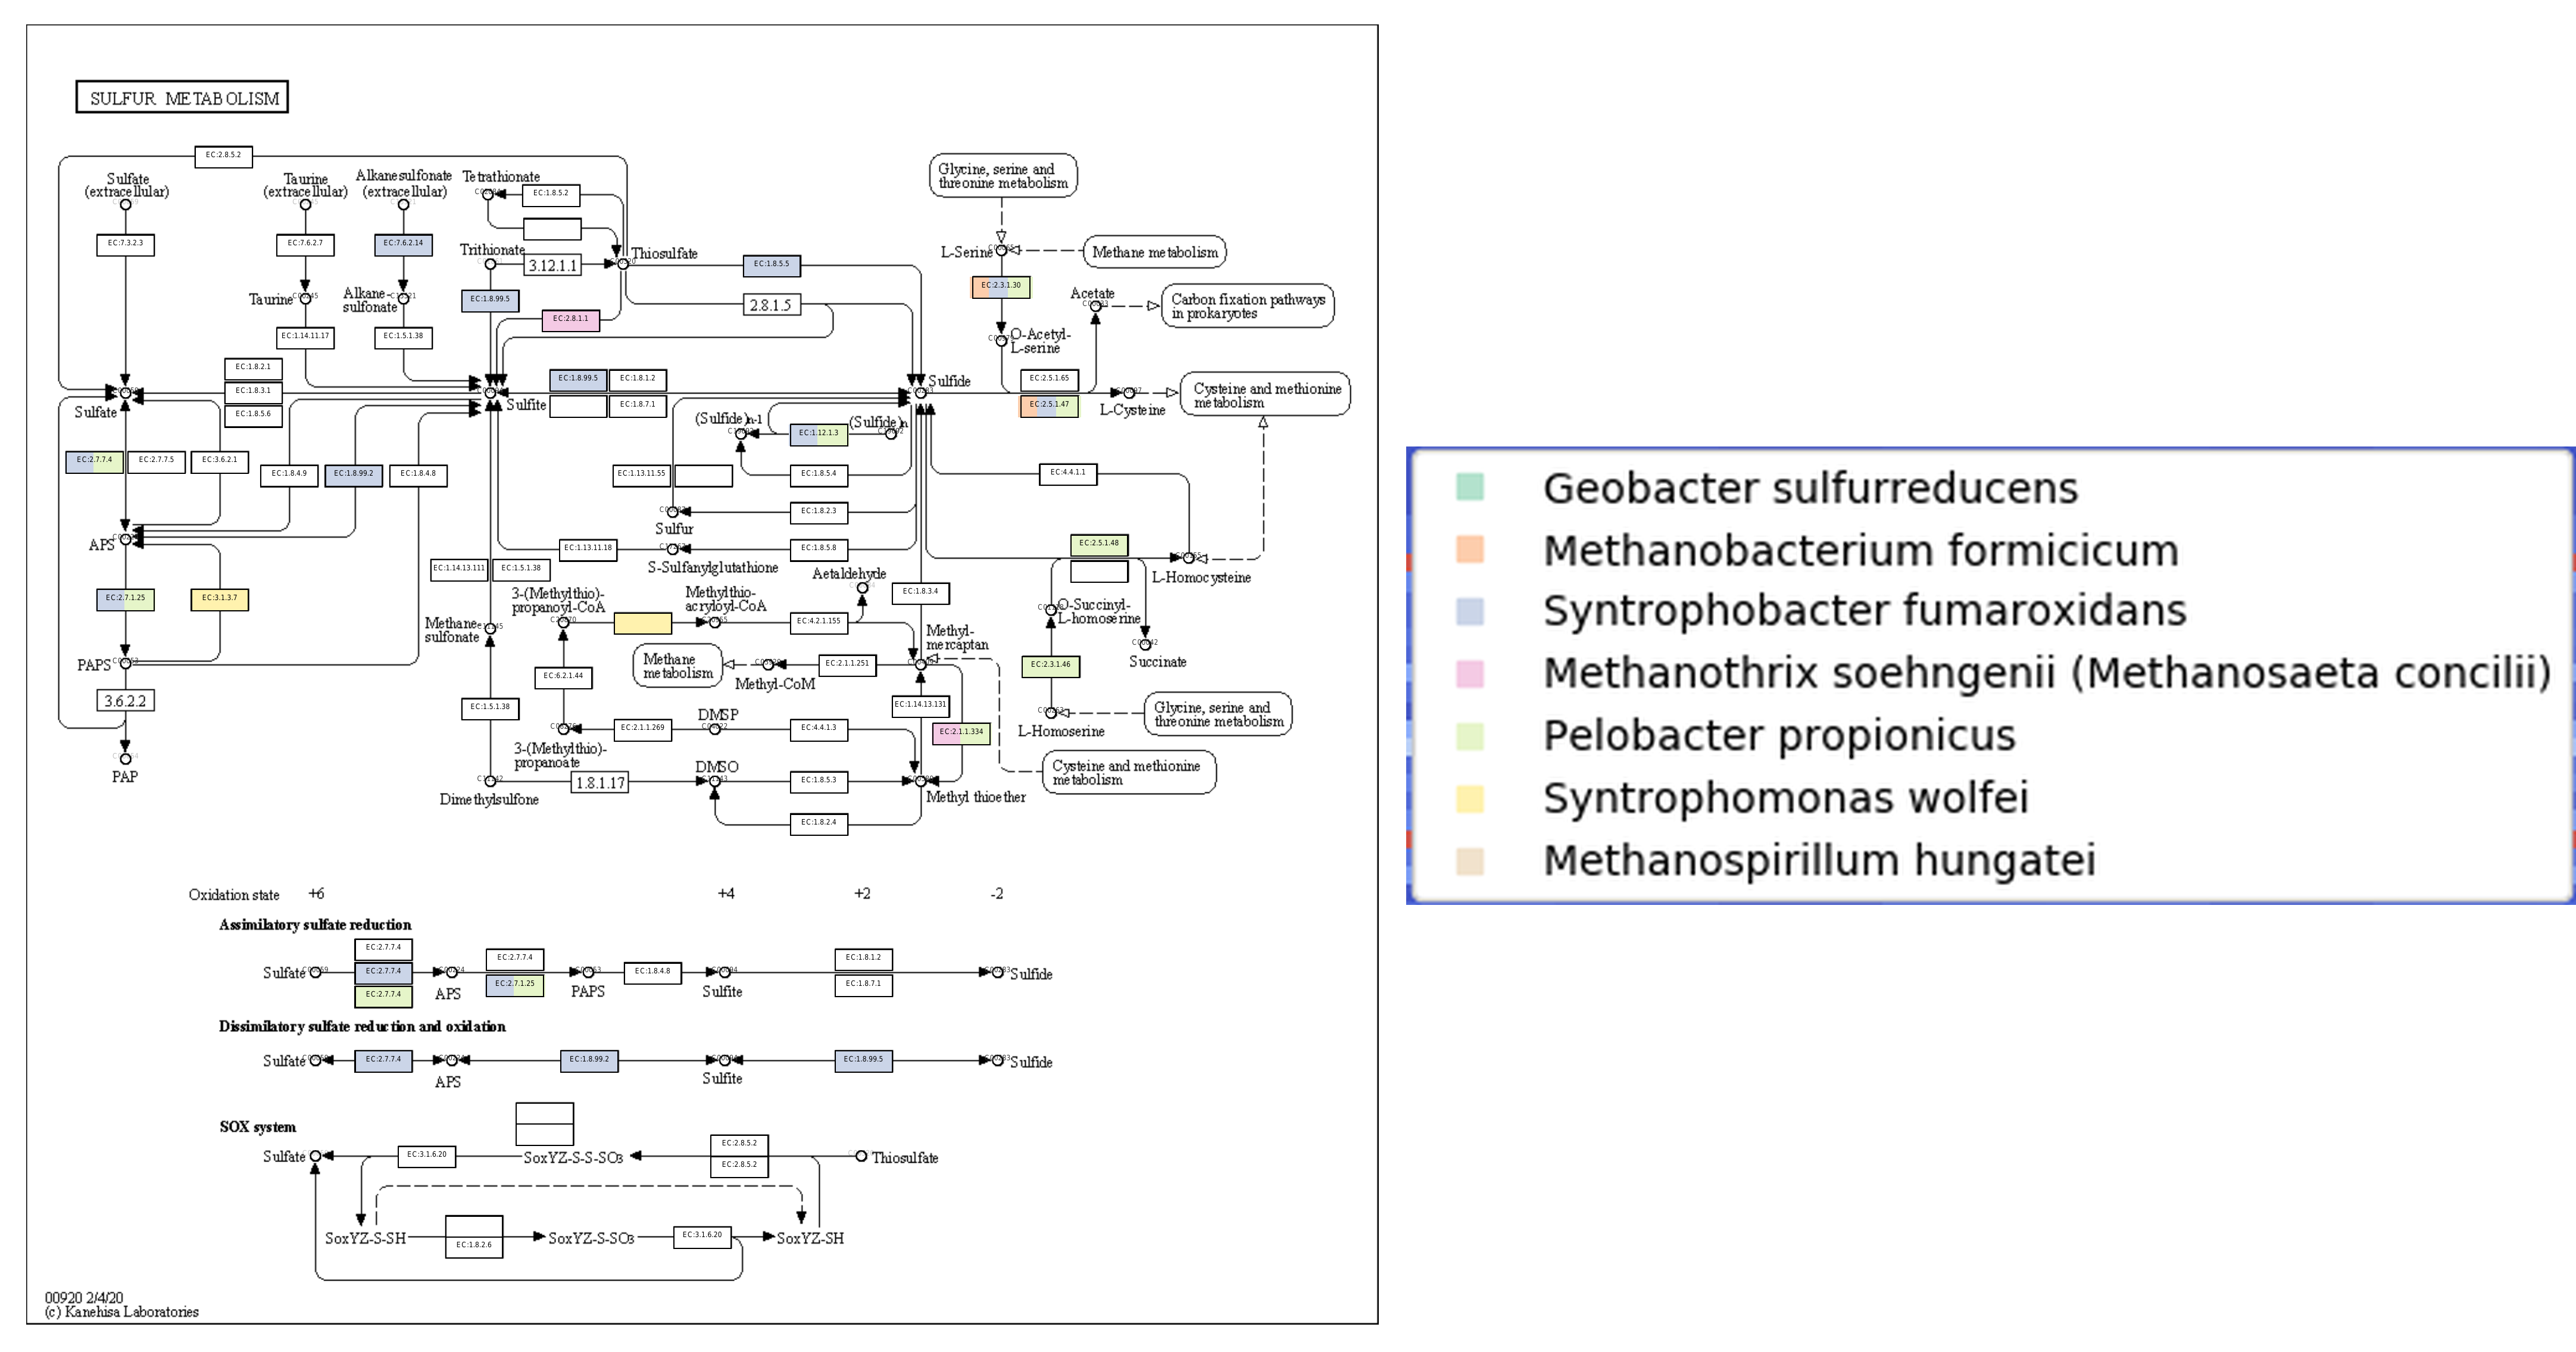 SULFUR METABOLISM
EC:2.8.5.2
Sulfate
(extracellular)
Taurine
(extracellular)
Alkanesulfonate
(extracellular)
Tetrathionate
EC:1.8.5.2
Glycine, serine and
threonine metabolism
EC:7.3.2.3
EC:7.6.2.7
EC:7.6.2.14
Trithionate
3.12.1.1
Thiosulfate
EC:1.8.5.5
L-Serine
Methane metabolism
EC:1.8.99.5
EC:2.3.1.30
Taurine
Alkane-
sulfonate
2.8.1.5
Acetate
Carbon fixation pathways
in prokaryotes
EC:2.8.1.1
EC:1.14.11.17
EC:1.5.1.38
O-Acetyl-
L-serine
EC:1.8.2.1
EC:1.8.3.1
EC:1.8.5.6
EC:1.8.99.5
EC:1.8.1.2
EC:1.8.7.1
Sulfide
EC:2.5.1.65
EC:2.5.1.47
Cysteine and methionine
metabolism
Sulfate
Sulfite
L-Cysteine
(Sulfide)n-1
EC:1.12.1.3
(Sulfide)n
EC:2.7.7.4
EC:2.7.7.5
EC:3.6.2.1
EC:1.8.4.9
EC:1.8.99.2
EC:1.8.4.8
EC:1.13.11.55
EC:1.8.5.4
EC:4.4.1.1
EC:1.8.2.3
Sulfur
APS
EC:1.13.11.18
EC:1.8.5.8
EC:2.5.1.48
S-Sulfanylglutathione
L-Homocysteine
EC:1.14.13.111
EC:1.5.1.38
Aetaldehyde
EC:2.7.1.25
EC:3.1.3.7
3-(Methylthio)-
propanoyl-CoA
Methylthio-
acryloyl-CoA
EC:1.8.3.4
O-Succinyl-
L-homoserine
Methane
sulfonate
EC:4.2.1.155
Methyl-
mercaptan
Succinate
PAPS
Methane
metabolism
EC:2.1.1.251
Methyl-CoM
EC:2.3.1.46
EC:6.2.1.44
3.6.2.2
EC:1.5.1.38
EC:1.14.13.131
DMSP
EC:2.1.1.269
EC:4.4.1.3
EC:2.1.1.334
L-Homoserine
Glycine, serine and
threonine metabolism
3-(Methylthio)-
propanoate
PAP
DMSO
1.8.1.17
EC:1.8.5.3
Cysteine and methionine
metabolism
Dimethylsulfone
Methyl thioether
EC:1.8.2.4
Oxidation state +6 +4 +2 -2
Assimilatory sulfate reduction
EC:2.7.7.4
EC:2.7.7.4
EC:2.7.7.4
EC:2.7.7.4
EC:2.7.1.25
EC:1.8.4.8
EC:1.8.1.2
EC:1.8.7.1
Sulfate
APS
PAPS
Sulfite
Sulfide
Dissimilatory sulfate reduction and oxidation
Sulfate
EC:2.7.7.4
APS
EC:1.8.99.2
Sulfite
EC:1.8.99.5
Sulfide
SOX system
Sulfate
EC:3.1.6.20
SoxYZ-S-S-SO3
EC:2.8.5.2
EC:2.8.5.2
Thiosulfate
SoxYZ-S-SH
EC:1.8.2.6
SoxYZ-S-SO3
EC:3.1.6.20
SoxYZ-SH
00920 2/4/20
(c) Kanehisa Laboratories
Geobacter sulfurreducens
Methanobacterium formicicum
Syntrophobacter fumaroxidans
Methanothrix soehngenii (Methanosaeta concilii)
Pelobacter propionicus
Syntrophomonas wolfei
Methanospirillum hungatei